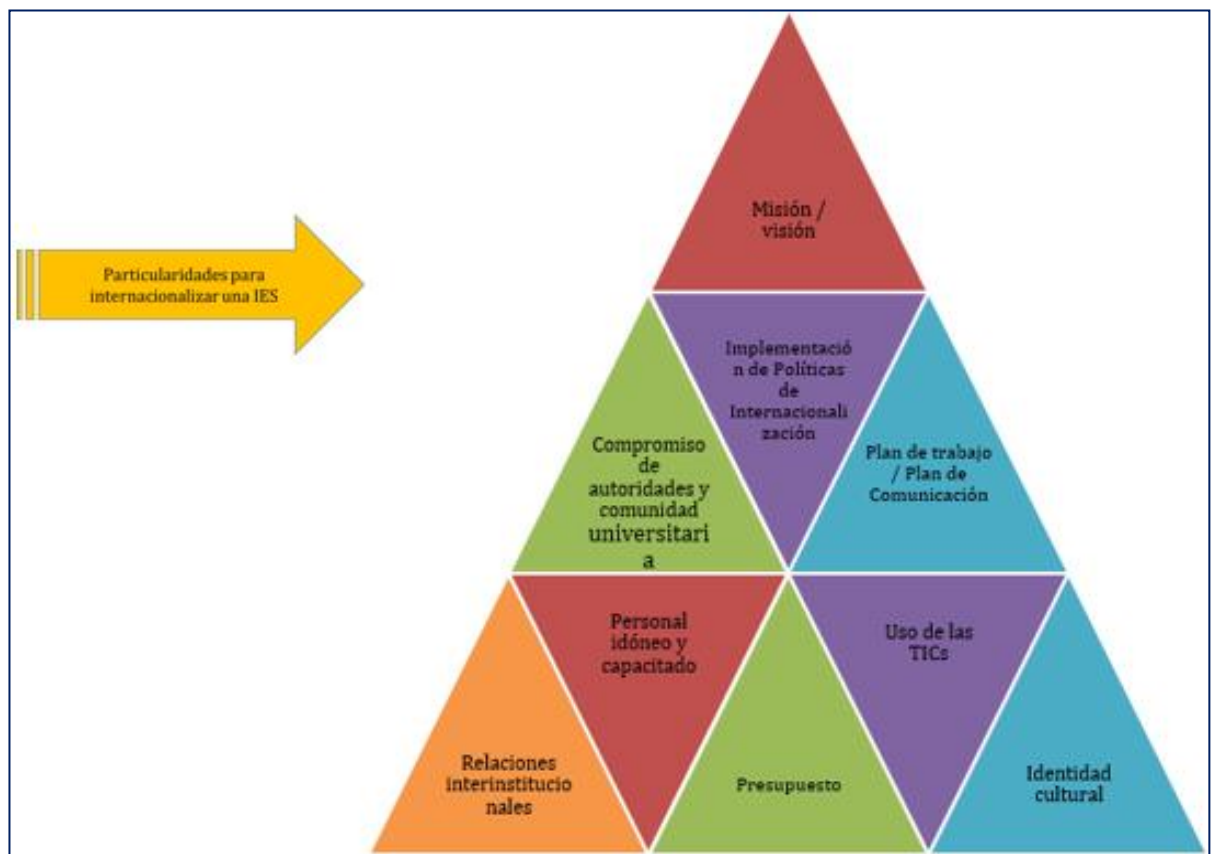 Misión /
visión
Particularidades para
internacionalizar una IES
Implementació
n de Políticas
de
Internacionali
zación
Compromiso
de
autoridades y
comunidad
universitari
a
Plan de trabajo
/ Plan de
Comunicación
Personal
idóneo y
capacitado
Uso de las
TICs
Relaciones
interinstitucio
nales
Presupuesto
Identidad
cultural